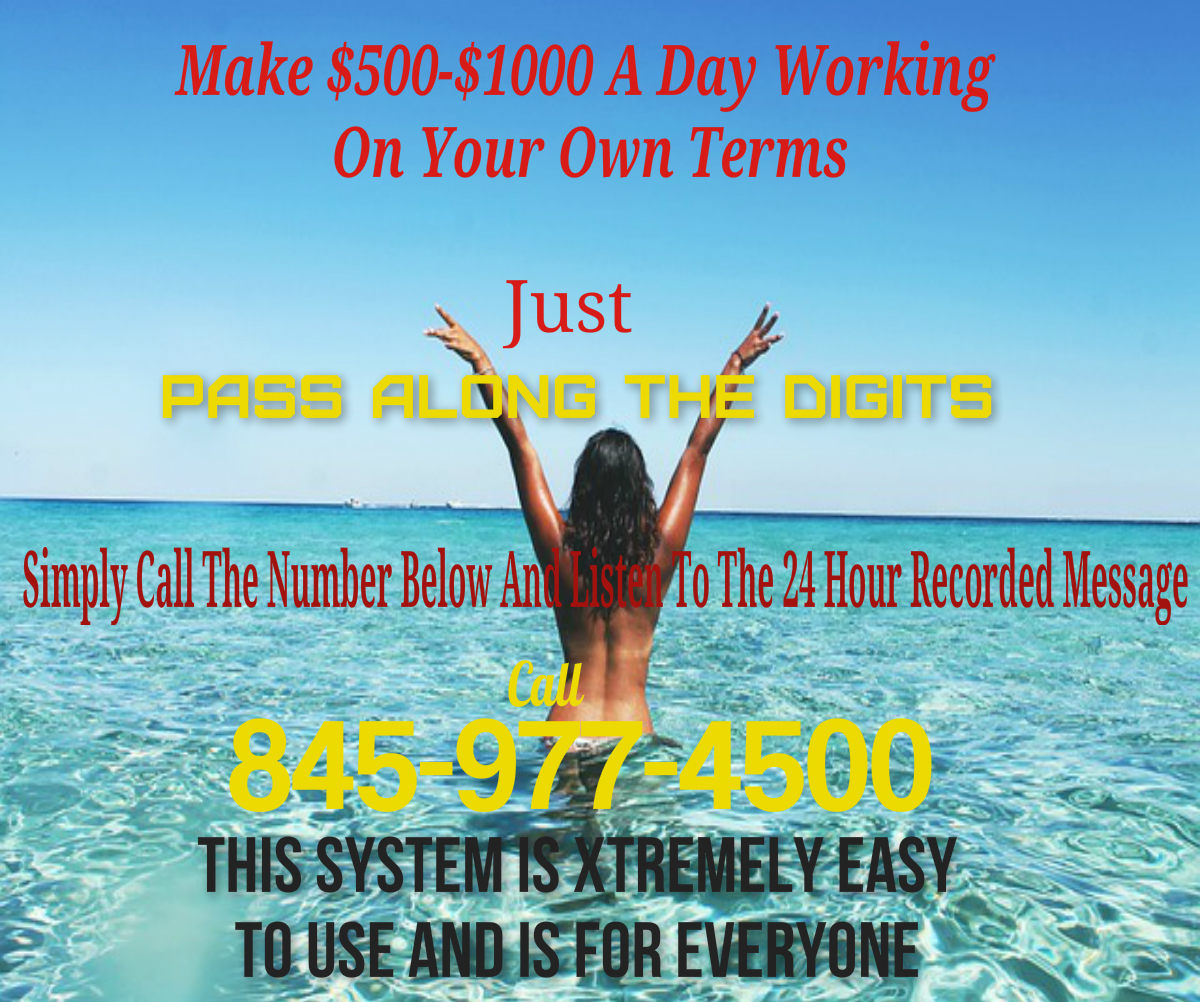 Make $500-$1000 A Day Working
On Your Own Terms
Just
PASS ALONG THE DIGITS
Simply Call The Number Below And Listen To The 24 Hour Recorded Message
Call
845-977-4500
THIS SYSTEM IS XTREMELY EASY
TO USE AND IS FOR EVERYONE